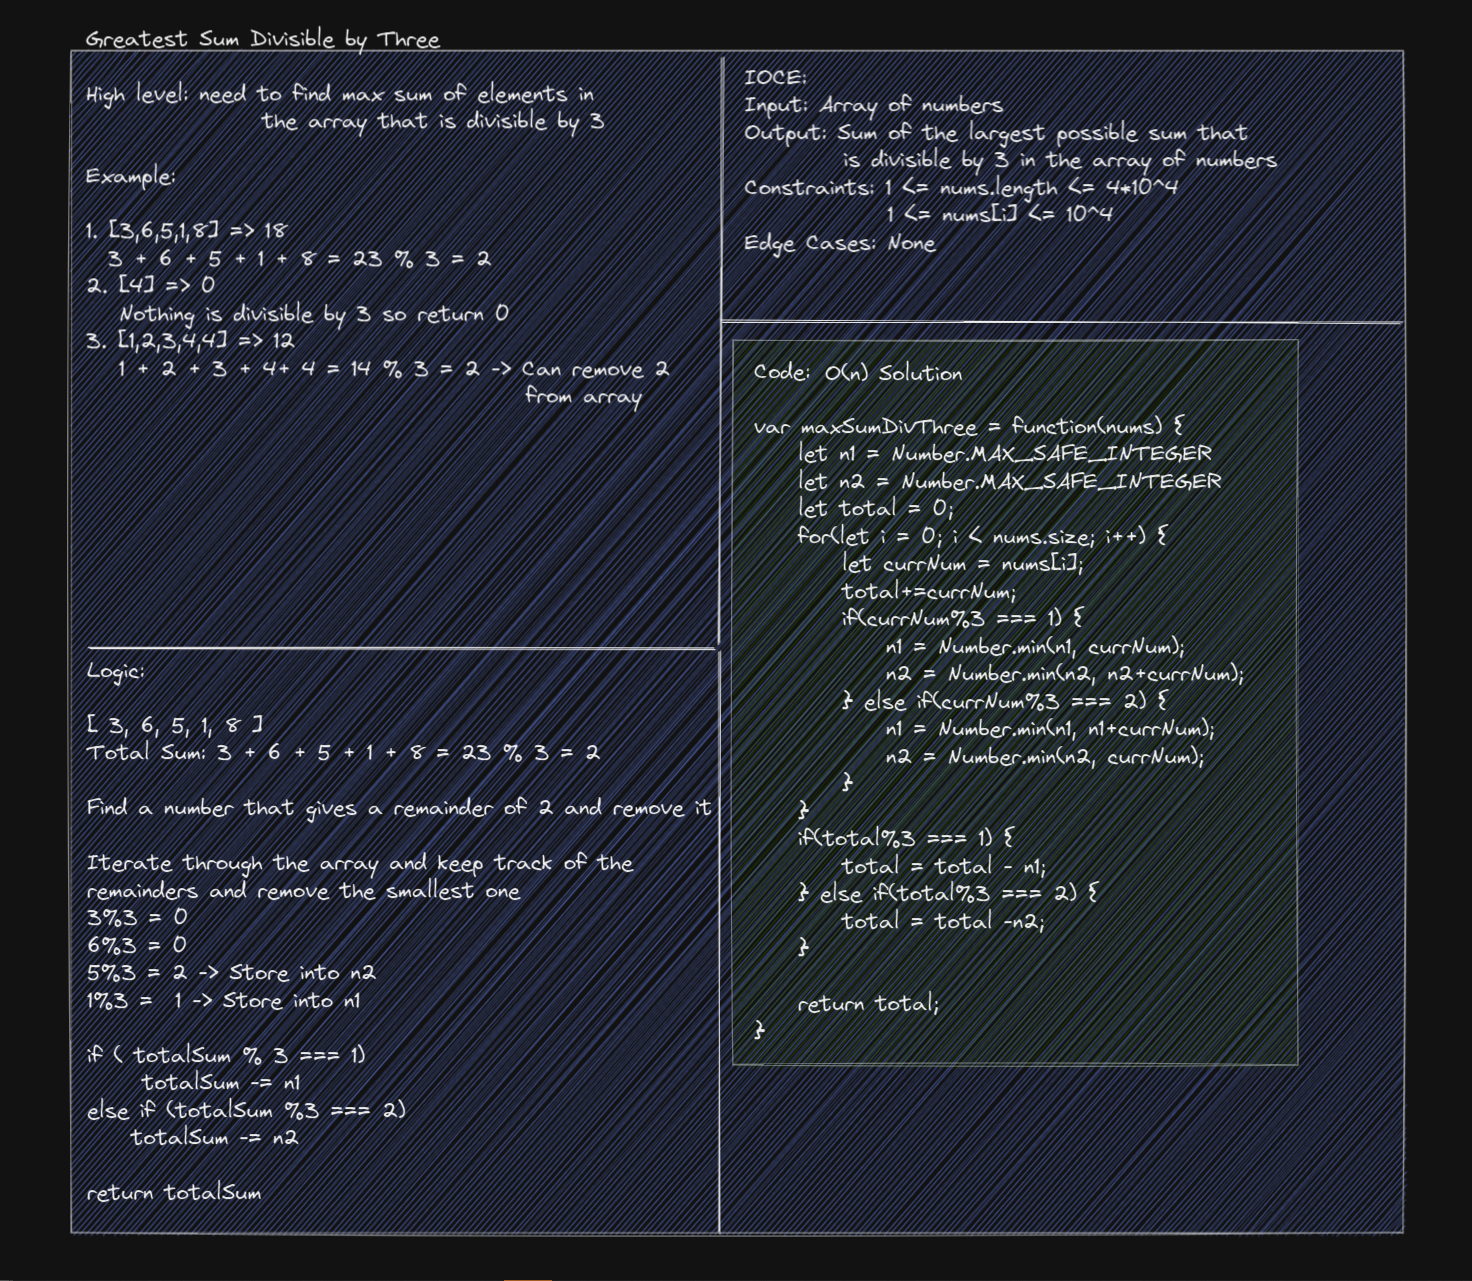 Greatest Sum Divisible by Three
High level: need to find max sum of elements in
the array that is divisible by 3
Example:
1. [3,6,5,1,8] => 18
3 + 6 + 5 + 1 + 8 = 23 % 3 = 2
2. [4] => 0
Nothing is divisible by 3 so return 0
3. [1,2,3,4,4] => 12
1 + 2 + 3 + 4+ 4 = 14 % 3 = 2 -> Can remove 2
from array
Logic:
[ 3, 6, 5, 1, 8 ]
Total Sum: 3 + 6 + 5 + 1 + 8 = 23 % 3 = 2
Find a number that gives a remainder of 2 and remove it
Iterate through the array and keep track of the
remainders and remove the smallest one
3%3 = 0
6%3 = 0
5%3 = 2 -> Store into n2
1%3 =  1 -> Store into n1
if ( totalSum % 3 === 1)
totalSum -= n1
else if (totalSum %3 === 2)
totalSum -= n2
return totalSum
IOCE:
Input: Array of numbers
Output: Sum of the largest possible sum that
is divisible by 3 in the array of numbers
Constraints: 1 <= nums.length <= 4*10^4
1 <= nums[i] <= 10^4
Edge Cases: None
Code:  O(n) Solution
var maxSumDivThree = function(nums) {
let n1 = Number.MAX_SAFE_INTEGER
let n2 = Number.MAX_SAFE_INTEGER
let total = 0;
for(let i = 0; i < nums.size; i++) {
let currNum = nums[i];
total+=currNum;
if(currNum%3 === 1) {
n1 = Number.min(n1, currNum);
n2 = Number.min(n2, n2+currNum);
} else if(currNum%3 === 2) {
n1 = Number.min(n1, n1+currNum);
n2 = Number.min(n2, currNum);
}
}
if(total%3 === 1) {
total = total - n1;
} else if(total%3 === 2) {
total = total -n2;
}
return total;
}